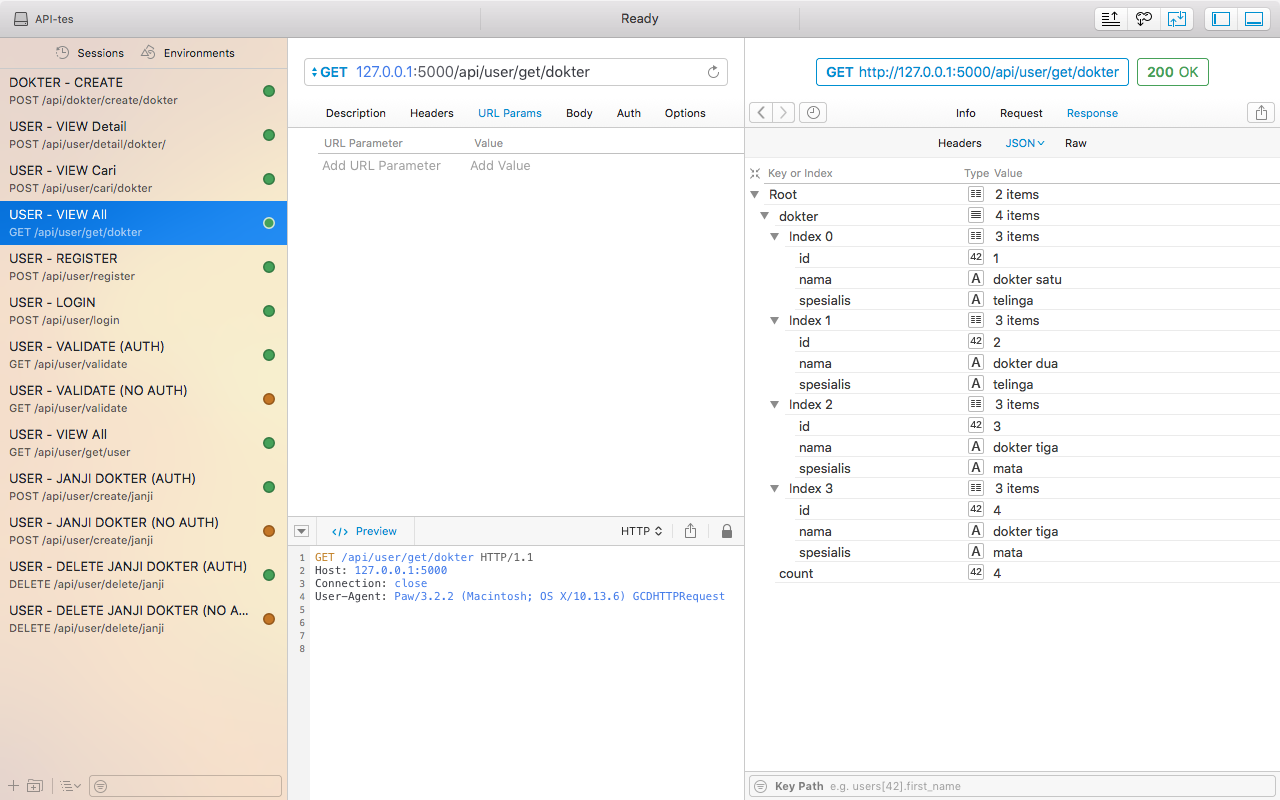 API-tes
Ready
Sessions
Environments
DOKTER - CREATE
POST /api/dokter/create/dokter
USER - VIEW Detail
POST /api/user/detail/dokter/
USER - VIEW Cari
POST /api/user/cari/dokter
USER - VIEW All
GET /api/user/get/dokter
USER - REGISTER
POST /api/user/register
USER - LOGIN
POST /api/user/login
USER - VALIDATE (AUTH)
GET /api/user/validate
USER - VALIDATE (NO AUTH)
GET /api/user/validate
USER - VIEW All
GET /api/user/get/user
USER - JANJI DOKTER (AUTH)
POST /api/user/create/janji
USER - JANJI DOKTER (NO AUTH)
POST /api/user/create/janji
USER - DELETE JANJI DOKTER (AUTH)
DELETE /api/user/delete/janji
USER - DELETE JANJI DOKTER (NO A...
DELETE /api/user/delete/janji
GET 127.0.0.1:5000/api/user/get/dokter
Description Headers URL Params Body Auth Options
URL Parameter Value
Add URL Parameter Add Value
</> Preview HTTP
1 GET /api/user/get/dokter HTTP/1.1
2 Host: 127.0.0.1:5000
3 Connection: close
4 User-Agent: Paw/3.2.2 (Macintosh; OS X/10.13.6) GCDHTTPRequest
5
6
7
8
GET http://127.0.0.1:5000/api/user/get/dokter 200 OK
Info Request Response
Headers JSON Raw
Key or Index Type Value
Root 2 items
dokter 4 items
Index 0 3 items
id 42 1
nama A dokter satu
spesialis A telinga
Index 1 3 items
id 42 2
nama A dokter dua
spesialis A telinga
Index 2 3 items
id 42 3
nama A dokter tiga
spesialis A mata
Index 3 3 items
id 42 4
nama A dokter tiga
spesialis A mata
count 42 4
Key Path e.g. users[42].first_name